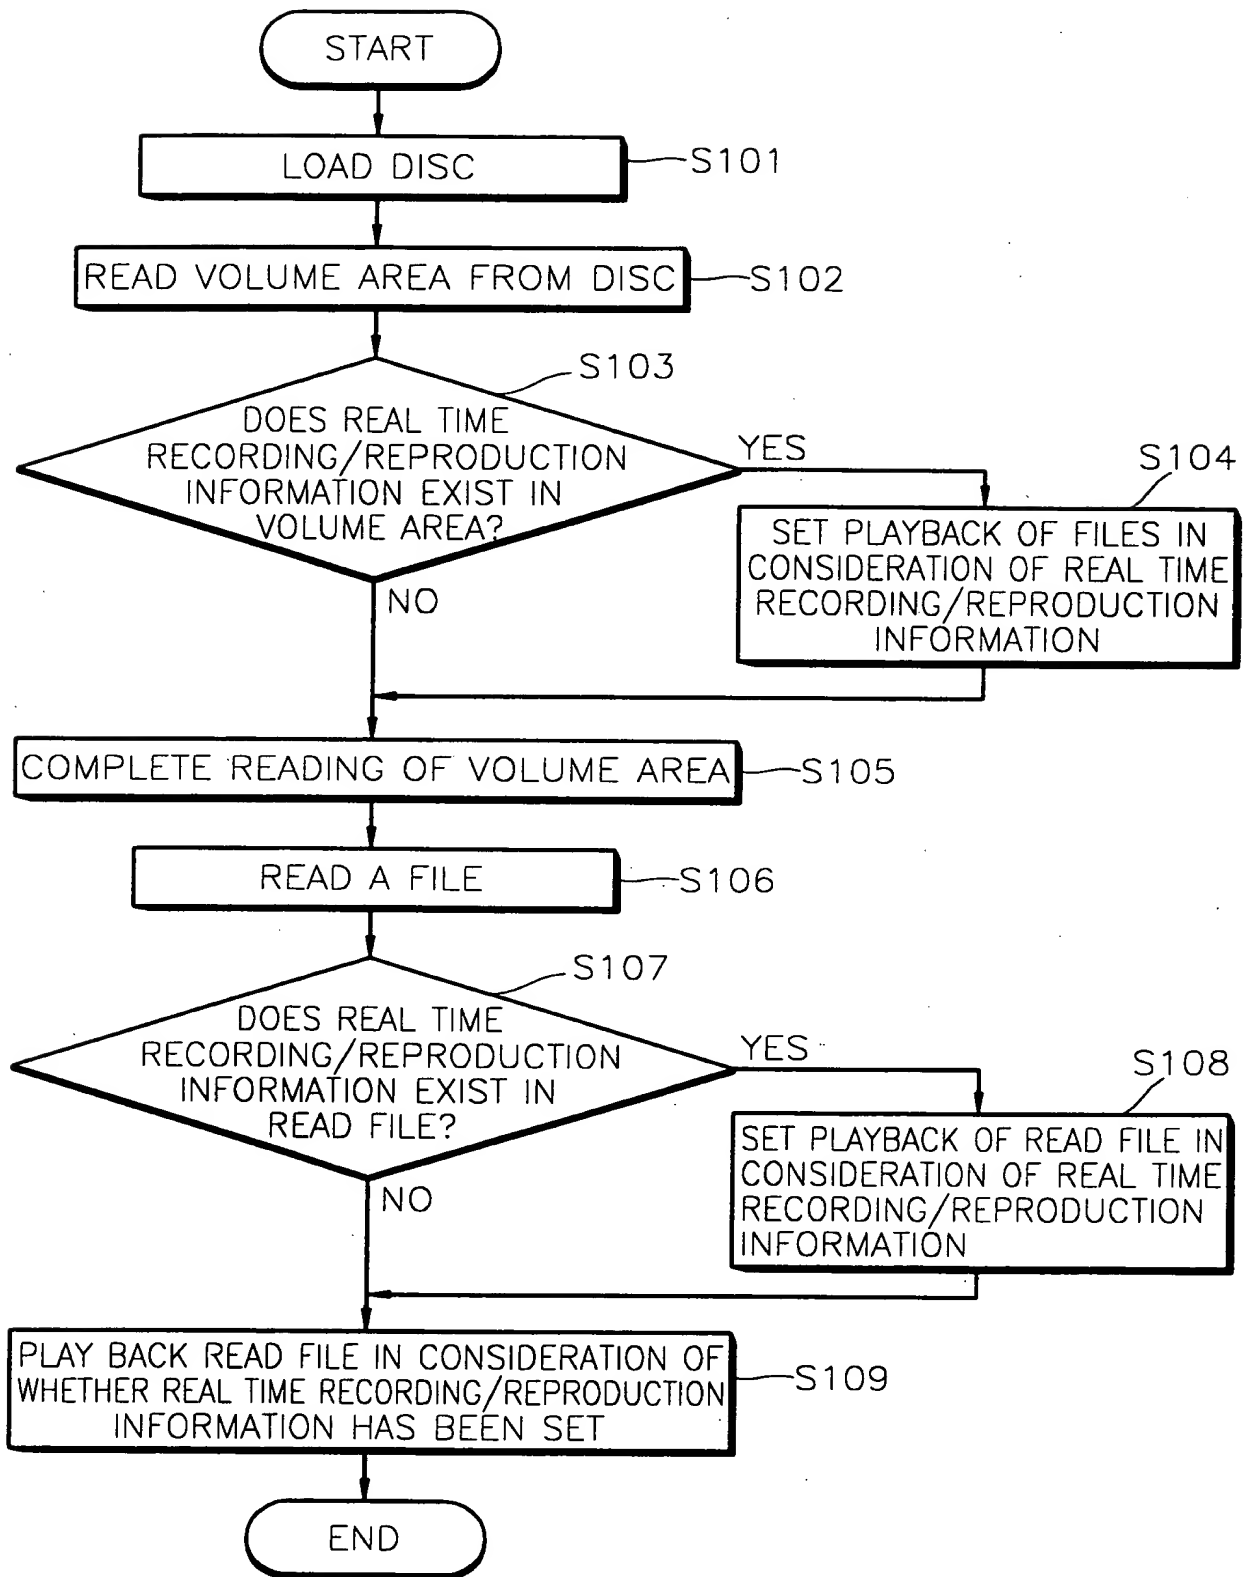 START
LOAD DISC
S101
READ VOLUME AREA FROM DISC
S102
S103
DOES REAL TIME
RECORDING/REPRODUCTION
INFORMATION EXIST IN
VOLUME AREA?
YES
NO
S104
SET PLAYBACK OF FILES IN
CONSIDERATION OF REAL TIME
RECORDING/REPRODUCTION
INFORMATION
COMPLETE READING OF VOLUME AREA
S105
READ A FILE
S106
S107
DOES REAL TIME
RECORDING/REPRODUCTION
INFORMATION EXIST IN
READ FILE?
YES
NO
S108
SET PLAYBACK OF READ FILE IN
CONSIDERATION OF REAL TIME
RECORDING/REPRODUCTION
INFORMATION
PLAY BACK READ FILE IN CONSIDERATION OF
WHETHER REAL TIME RECORDING/REPRODUCTION
INFORMATION HAS BEEN SET
S109
END